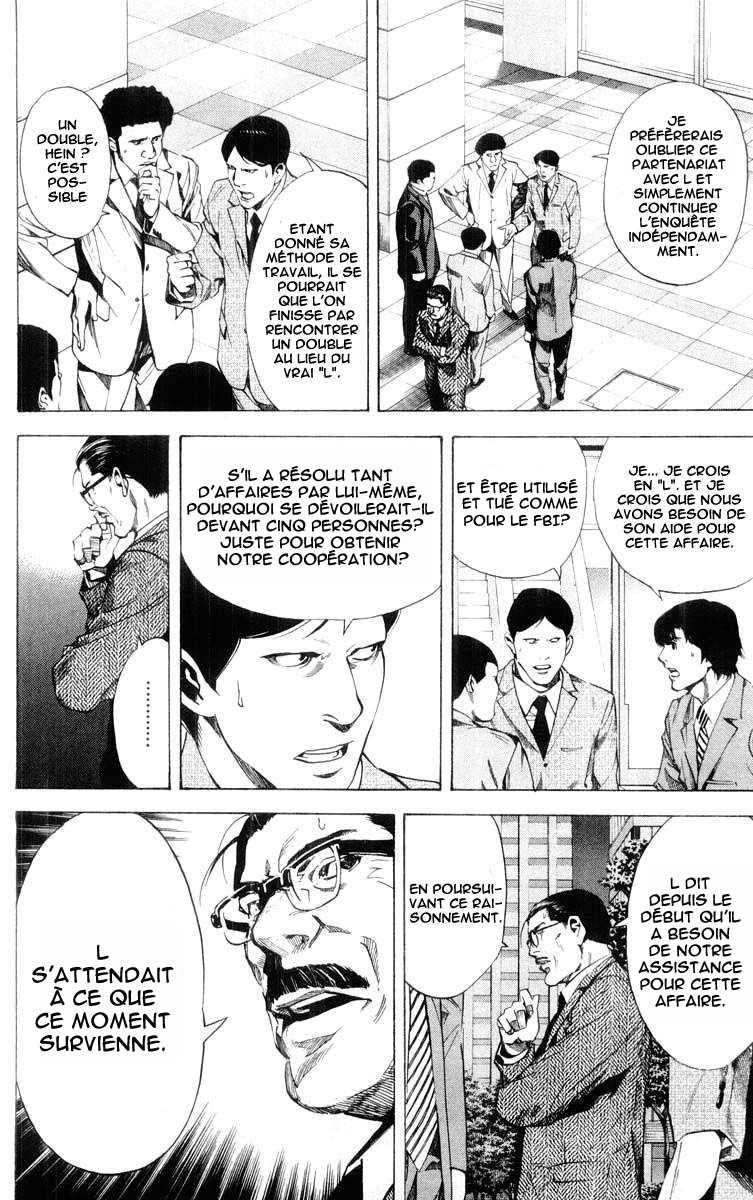 JE
PRÉFÈRERAIS
OUBLIER CE
PARTENARIAT
AVEC L ET
SIMPLEMENT
CONTINUER
L'ENQUÊTE
INDÉPENDAM-
MENT.
ETANT
DONNÉ SA
MÉTHODE DE
TRAVAIL, IL SE
POURRAIT
QUE L'ON
FINISSE PAR
RENCONTRER
UN DOUBLE
AU LIEU DU
VRAI "L".
UN
DOUBLE,
HEIN ?
C'EST
POS-
SIBLE
JE... JE CROIS
EN "L". ET JE
CROIS QUE NOUS
AVONS BESOIN DE
SON AIDE POUR
CETTE AFFAIRE.
ET ÊTRE UTILISÉ
ET TUÉ COMME
POUR LE FBI?
S'IL A RÉSOLU TANT
D'AFFAIRES PAR LUI-MÊME,
POURQUOI SE DÉVOILERAIT-IL
DEVANT CINQ PERSONNES?
JUSTE POUR OBTENIR
NOTRE COOPÉRATION?
..........
L DIT
DEPUIS LE
DÉBUT QU'IL
A BESOIN
DE NOTRE
ASSISTANCE
POUR CETTE
AFFAIRE.
EN POURSUI-
VANT CE RAI-
SONNEMENT.
L
S'ATTENDAIT
À CE QUE
CE MOMENT
SURVIENNE.